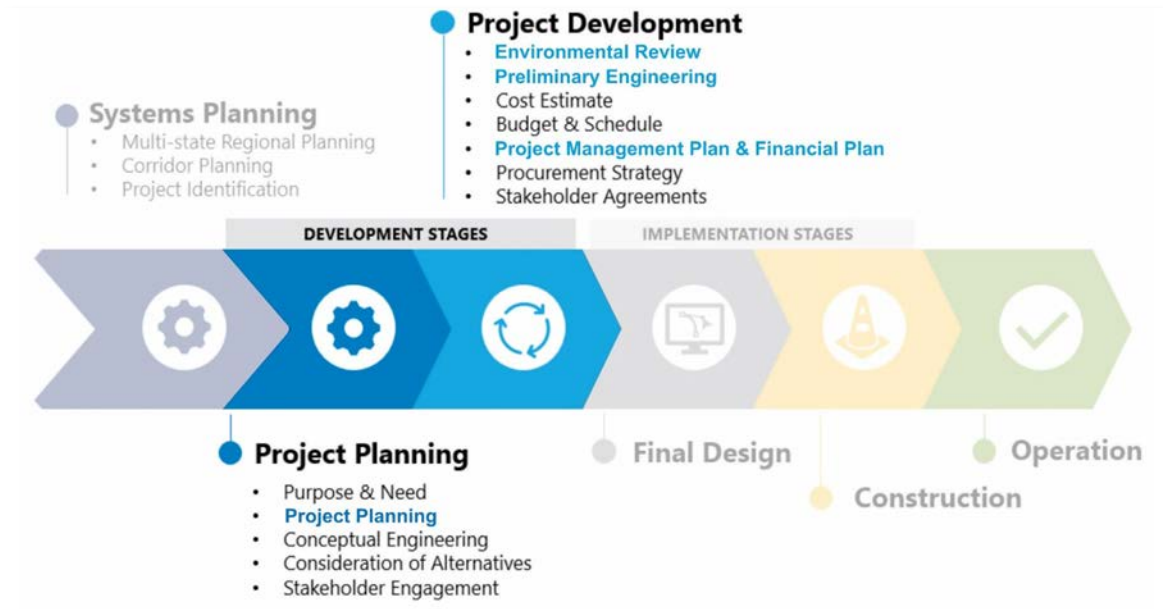 Project Development
• Environmental Review
• Preliminary Engineering
• Cost Estimate
• Budget & Schedule
• Project Management Plan & Financial Plan
• Procurement Strategy
• Stakeholder Agreements
Systems Planning
• Multi-state Regional Planning
• Corridor Planning
• Project Identification
DEVELOPMENT STAGES
IMPLEMENTATION STAGES
Project Planning
• Purpose & Need
• Project Planning
• Conceptual Engineering
• Consideration of Alternatives
• Stakeholder Engagement
Final Design
Construction
Operation